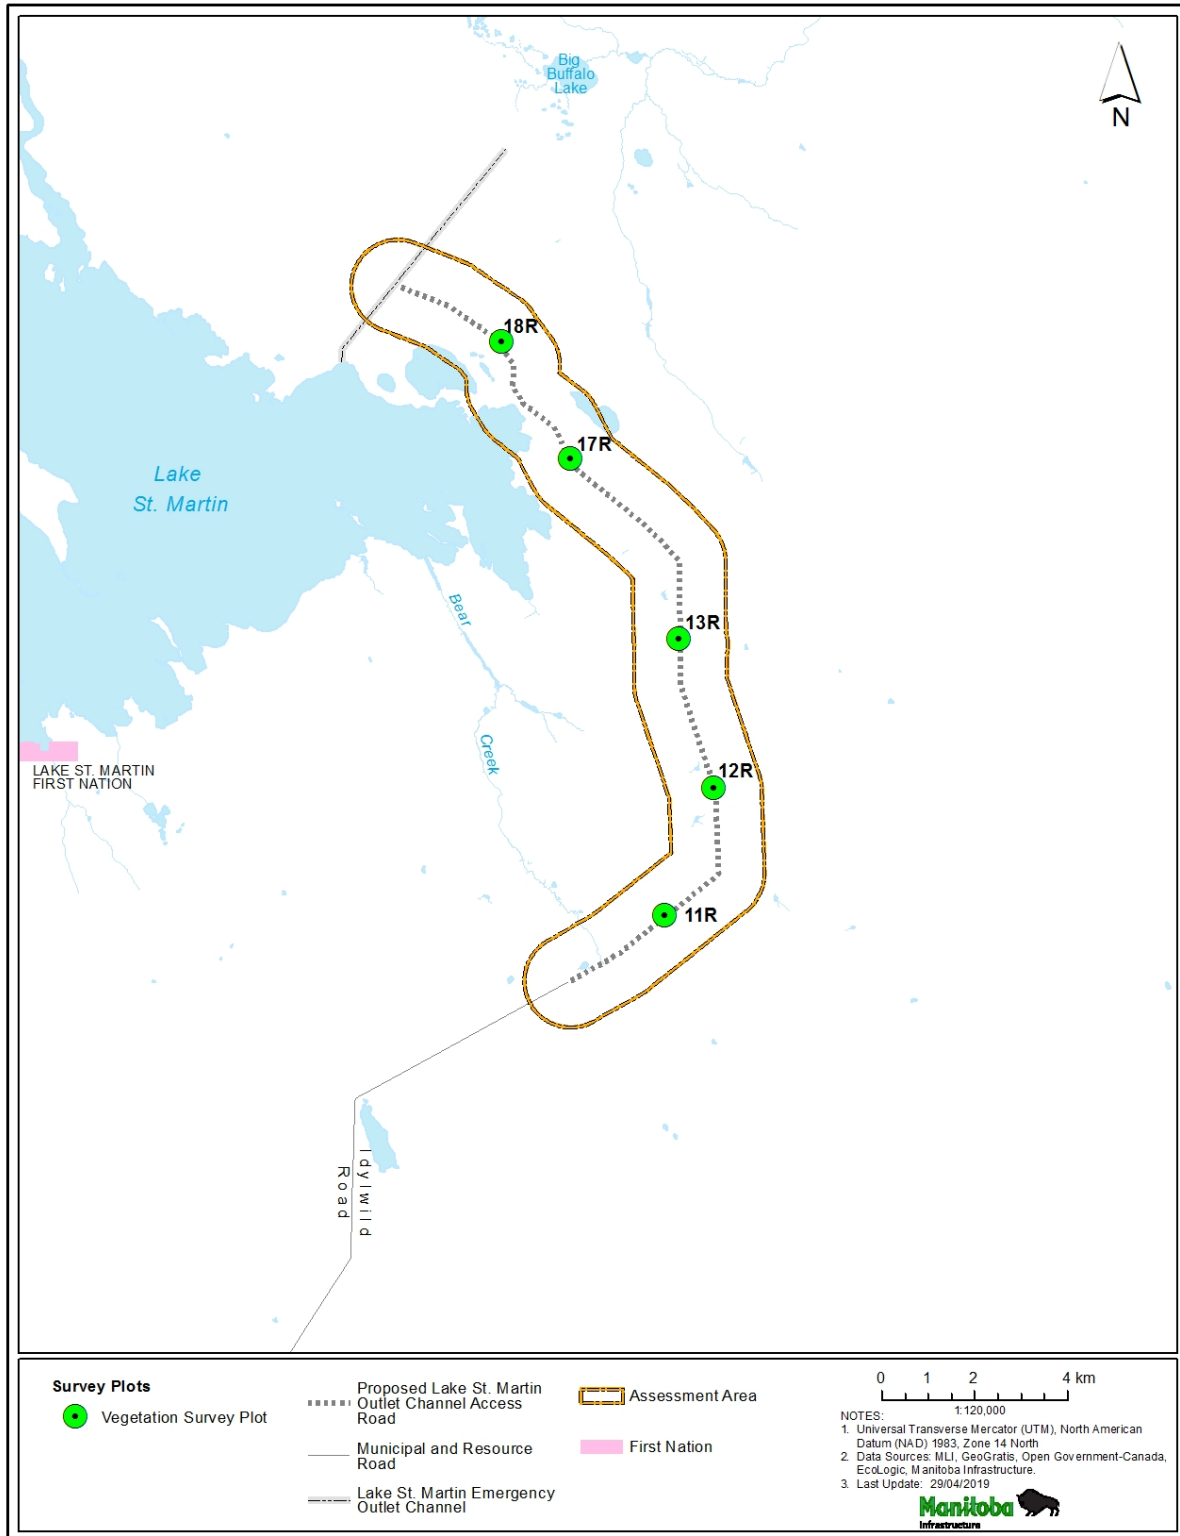 Big
Buffalo
Lake
N
18R
17R
Lake
St. Martin
Bear
13R
Creek
LAKE ST. MARTIN
FIRST NATION
12R
11R
Idylwild
Road
Survey Plots
Vegetation Survey Plot
Proposed Lake St. Martin
Outlet Channel Access
Road
Municipal and Resource
Road
Lake St. Martin Emergency
Outlet Channel
Assessment Area
First Nation
0 1 2 4 km
1:120,000
NOTES:
1. Universal Transverse Mercator (UTM), North American
Datum (NAD) 1983, Zone 14 North
2. Data Sources: MLI, GeoGratis, Open Government-Canada,
EcoLogic, Manitoba Infrastructure.
3. Last Update: 29/04/2019
Manitoba
Infrastructure